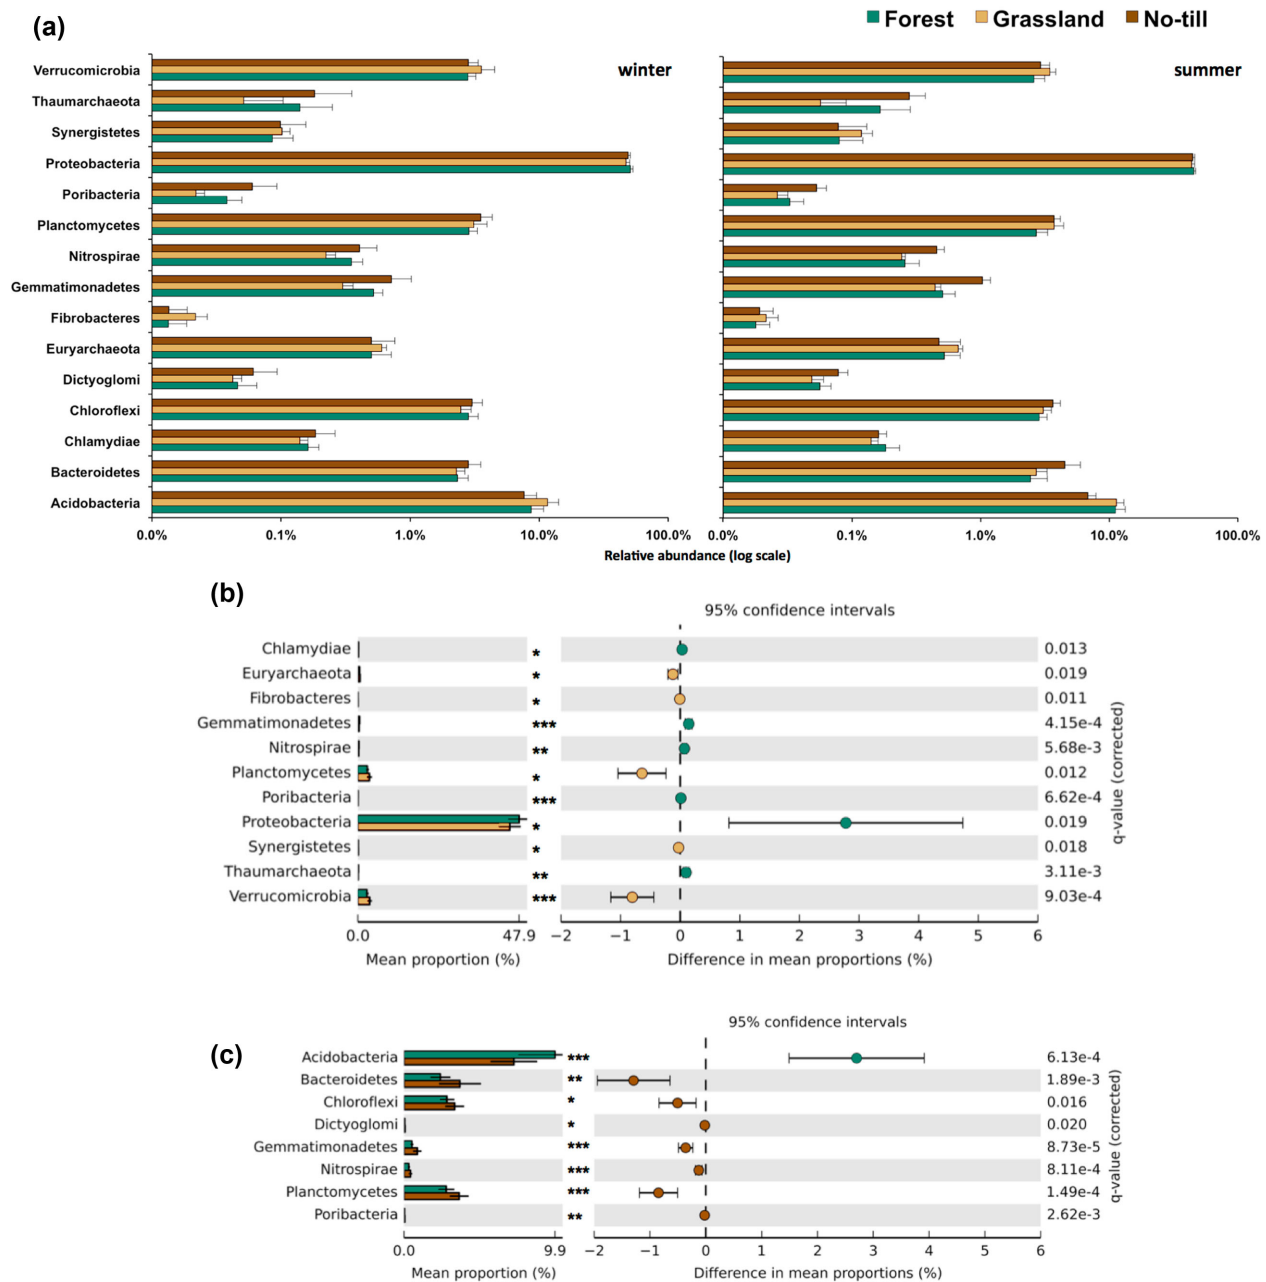 (a)
Forest Grassland No-till
winter
summer
Verrucomicrobia
Thaumarchaeota
Synergistetes
Proteobacteria
Poribacteria
Planctomycetes
Nitrospirae
Gemmatimonadetes
Fibrobacteres
Euryarchaeota
Dictyoglomi
Chloroflexi
Chlamydiae
Bacteroidetes
Acidobacteria
0.0% 0.1% 1.0% 10.0% 100.0% 0.0% 0.1% 1.0% 10.0% 100.0%
Relative abundance (log scale)
(b)
95% confidence intervals
Chlamydiae * 0.013
Euryarchaeota * 0.019
Fibrobacteres * 0.011
Gemmatimonadetes *** 4.15e-4
Nitrospirae ** 5.68e-3
Planctomycetes * 0.012
Poribacteria *** 6.62e-4
Proteobacteria * 0.019
Synergistetes * 0.018
Thaumarchaeota ** 3.11e-3
Verrucomicrobia *** 9.03e-4
q-value (corrected)
0.0 47.9 −2 −1 0 1 2 3 4 5 6
Mean proportion (%) Difference in mean proportions (%)
(c)
95% confidence intervals
Acidobacteria *** 6.13e-4
Bacteroidetes ** 1.89e-3
Chloroflexi * 0.016
Dictyoglomi * 0.020
Gemmatimonadetes *** 8.73e-5
Nitrospirae *** 8.11e-4
Planctomycetes *** 1.49e-4
Poribacteria ** 2.62e-3
q-value (corrected)
0.0 9.9 −2 −1 0 1 2 3 4 5 6
Mean proportion (%) Difference in mean proportions (%)